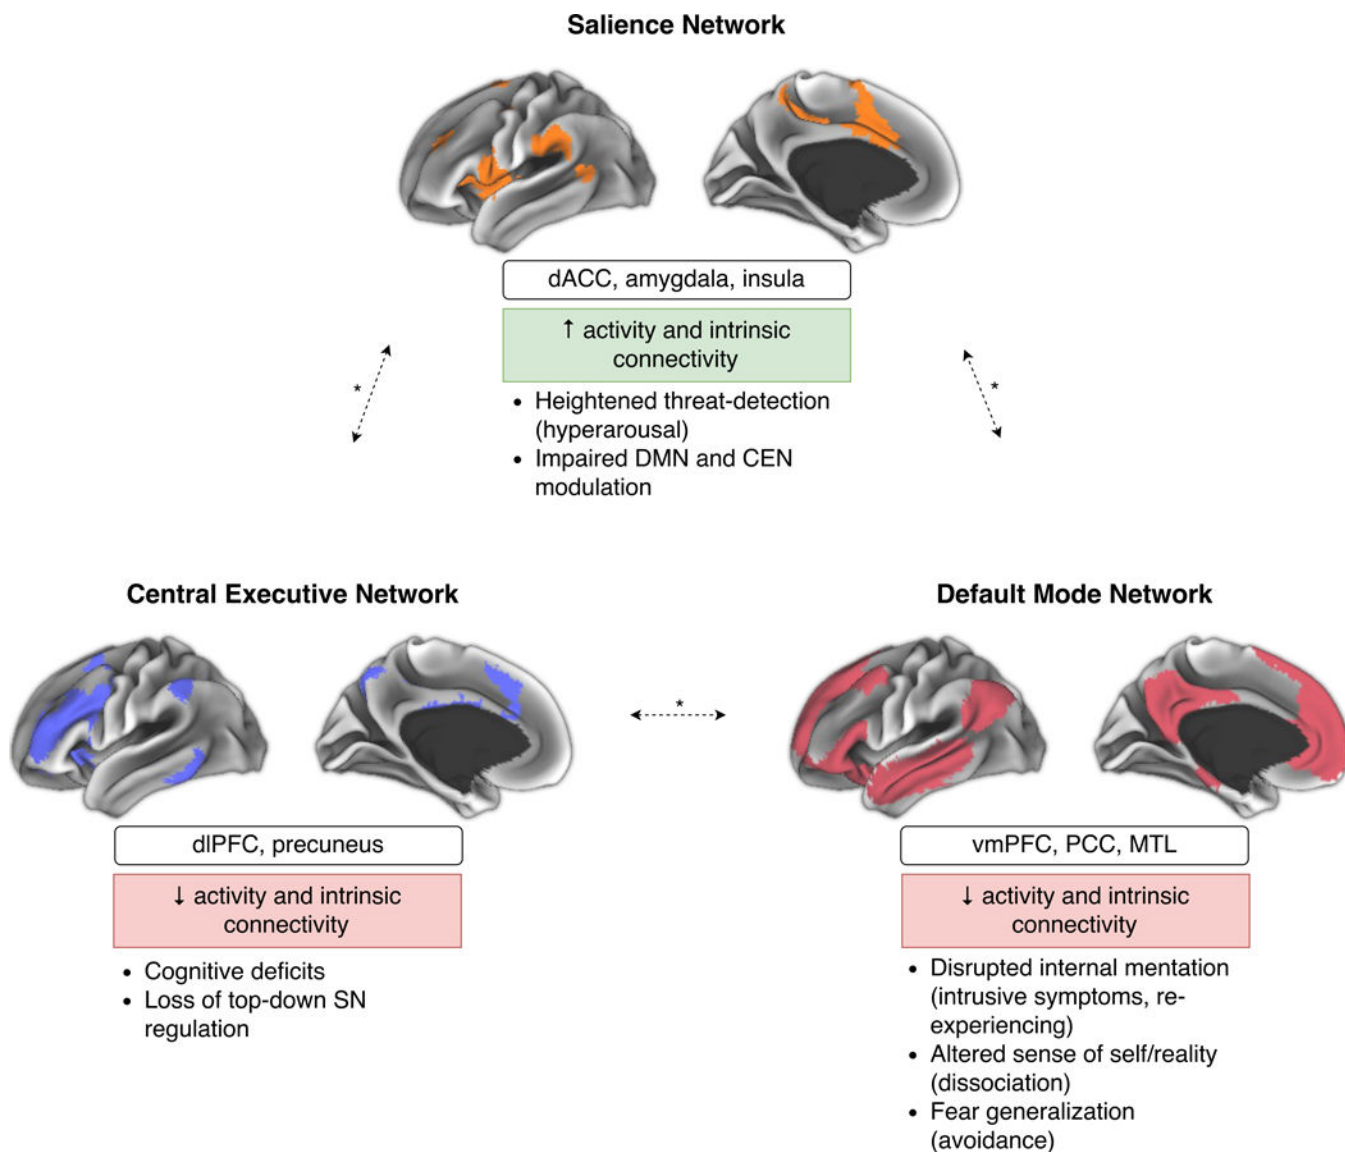 Salience Network
dACC, amygdala, insula
↑ activity and intrinsic
connectivity
• Heightened threat-detection
(hyperarousal)
• Impaired DMN and CEN
modulation
*
*
Central Executive Network
dlPFC, precuneus
↓ activity and intrinsic
connectivity
• Cognitive deficits
• Loss of top-down SN
regulation
*
Default Mode Network
vmPFC, PCC, MTL
↓ activity and intrinsic
connectivity
• Disrupted internal mentation
(intrusive symptoms, re-
experiencing)
• Altered sense of self/reality
(dissociation)
• Fear generalization
(avoidance)